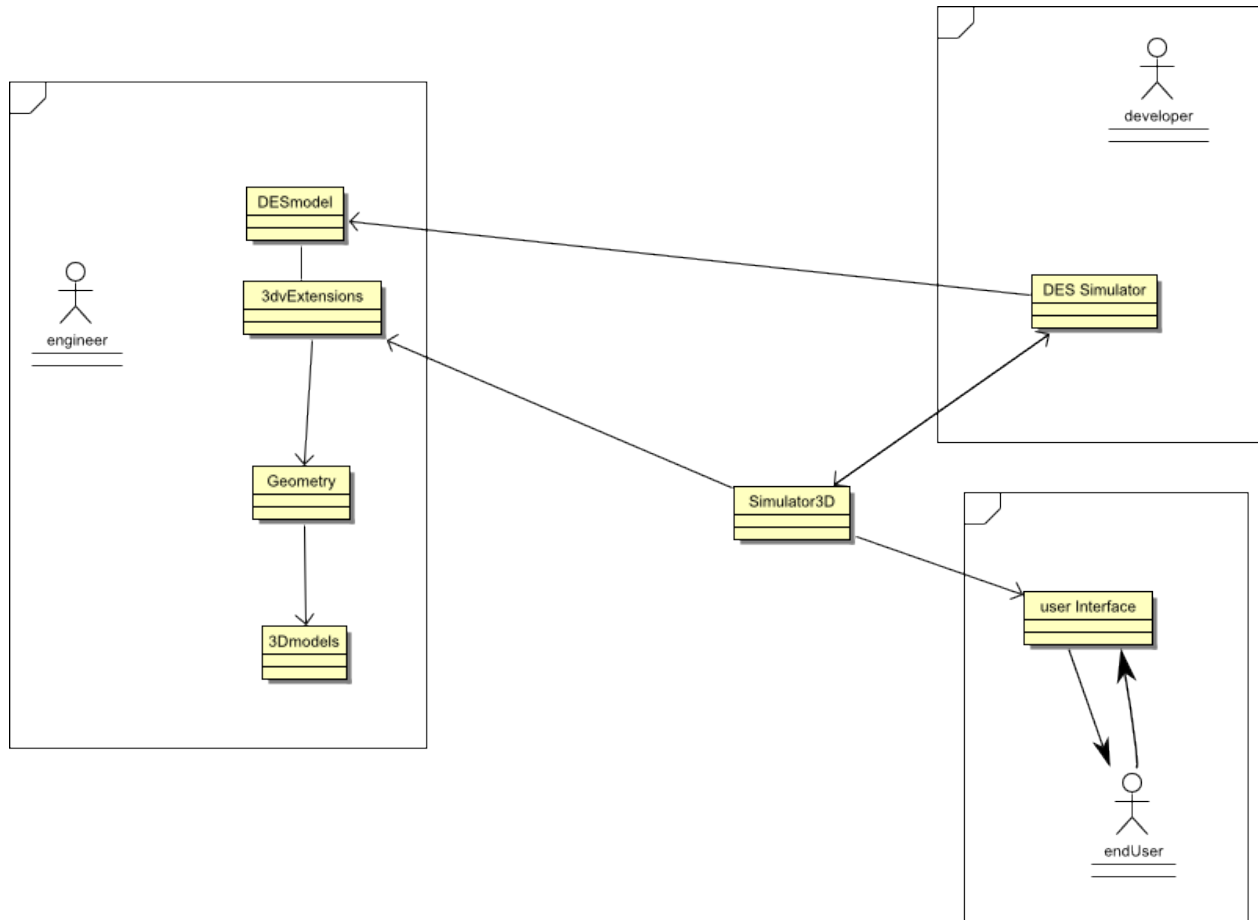 developer
DESmodel
DES Simulator
3dvExtensions
engineer
Geometry
Simulator3D
user Interface
3Dmodels
endUser